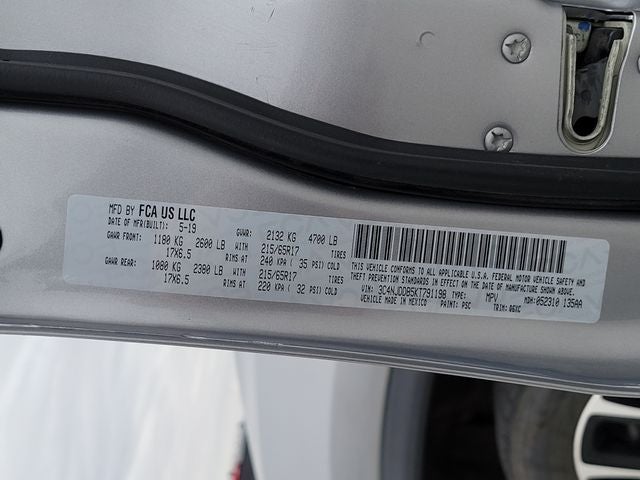 MFD BY FCA US LLC
DATE OF MFR(BUILT): 5-19 GVWR: 2132 KG 4700 LB
GAWR FRONT: 1180 KG 2600 LB WITH 215/65R17 TIRES
17X6.5 RIMS AT 240 KPA ( 35 PSI) COLD
GAWR REAR: 1080 KG 2380 LB WITH 215/65R17 TIRES
17X6.5 RIMS AT 220 KPA ( 32 PSI) COLD
THIS VEHICLE CONFORMS TO ALL APPLICABLE U.S.A. FEDERAL MOTOR VEHICLE SAFETY AND
THEFT PREVENTION STANDARDS IN EFFECT ON THE DATE OF MANUFACTURE SHOWN ABOVE.
VIN: 3C4NJDDB5KT791198 TYPE: MPV MDH: 052310 135AA
VEHICLE MADE IN MEXICO PAINT: PSC TRIM: A6XC